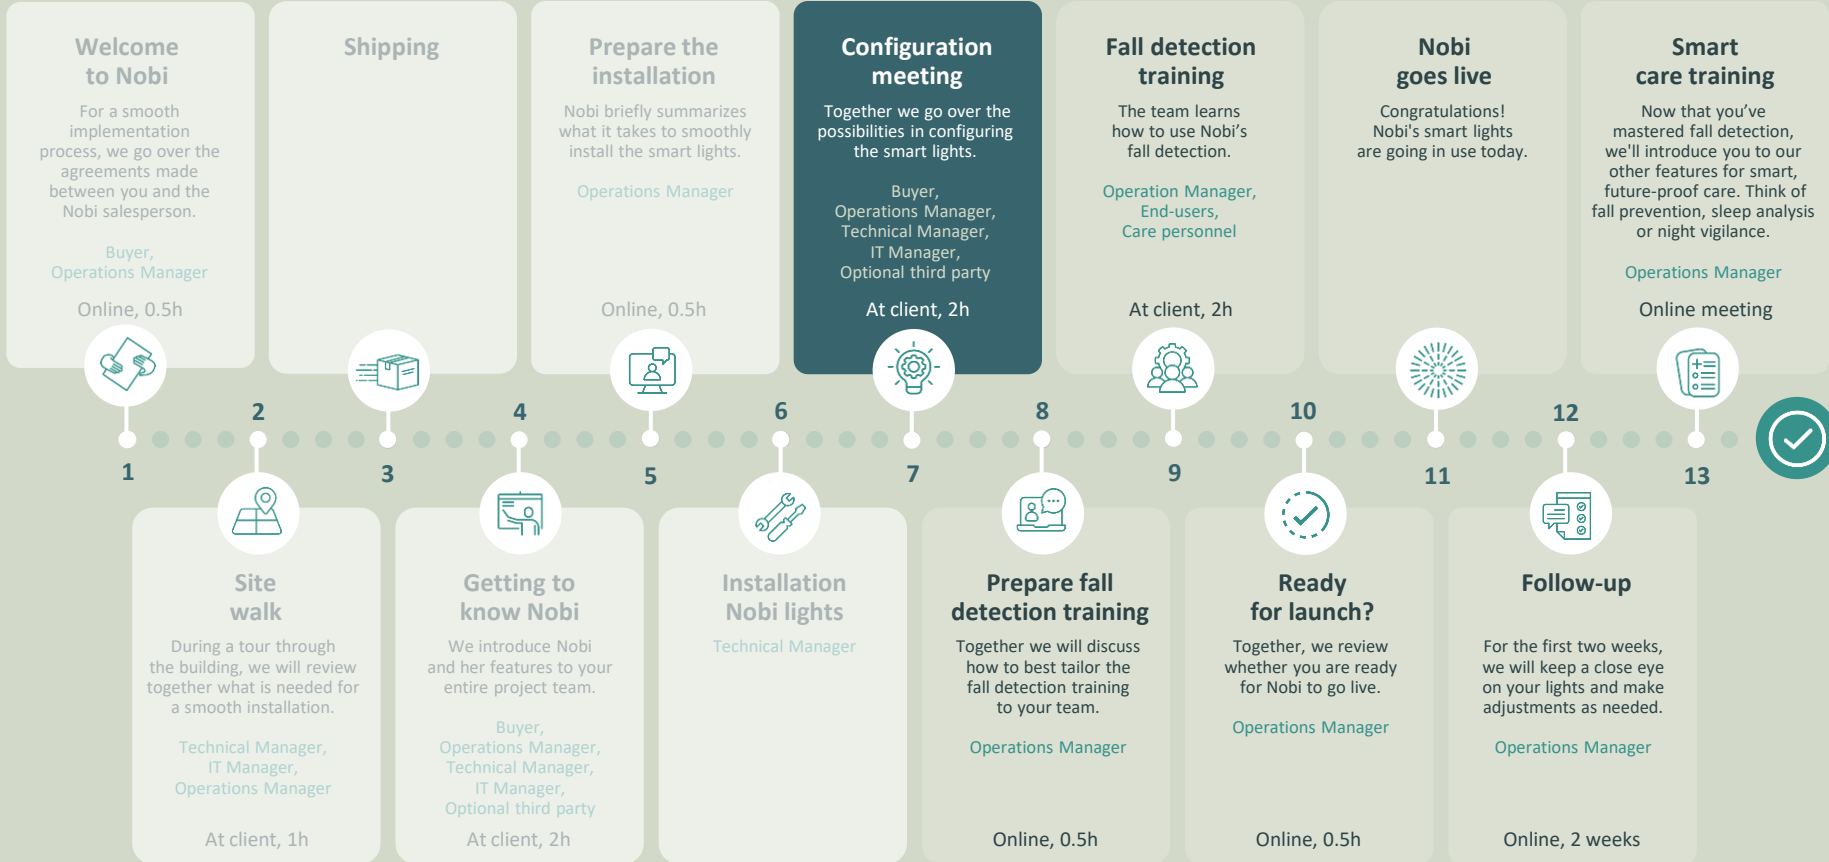 Welcome
to Nobi
For a smooth
implementation
process, we go over the
agreements made
between you and the
Nobi salesperson.
Buyer,
Operations Manager
Online, 0.5h
Shipping
Prepare the
installation
Nobi briefly summarizes
what it takes to smoothly
install the smart lights.
Operations Manager
Online, 0.5h
Configuration
meeting
Together we go over the
possibilities in configuring
the smart lights.
Buyer,
Operations Manager,
Technical Manager,
IT Manager,
Optional third party
At client, 2h
Fall detection
training
The team learns
how to use Nobi’s
fall detection.
Operation Manager,
End-users,
Care personnel
At client, 2h
Nobi
goes live
Congratulations!
Nobi's smart lights
are going in use today.
Smart
care training
Now that you’ve
mastered fall detection,
we'll introduce you to our
other features for smart,
future-proof care. Think of
fall prevention, sleep analysis
or night vigilance.
Operations Manager
Online meeting
2
4
6
8
10
12
1
3
5
7
9
11
13
Site
walk
During a tour through
the building, we will review
together what is needed for
a smooth installation.
Technical Manager,
IT Manager,
Operations Manager
At client, 1h
Getting to
know Nobi
We introduce Nobi
and her features to your
entire project team.
Buyer,
Operations Manager,
Technical Manager,
IT Manager,
Optional third party
At client, 2h
Installation
Nobi lights
Technical Manager
Prepare fall
detection training
Together we will discuss
how to best tailor the
fall detection training
to your team.
Operations Manager
Online, 0.5h
Ready
for launch?
Together, we review
whether you are ready
for Nobi to go live.
Operations Manager
Online, 0.5h
Follow-up
For the first two weeks,
we will keep a close eye
on your lights and make
adjustments as needed.
Operations Manager
Online, 2 weeks